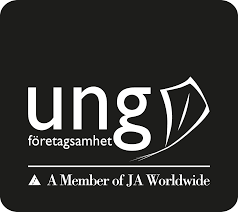 ung
företagsamhet
A Member of JA Worldwide